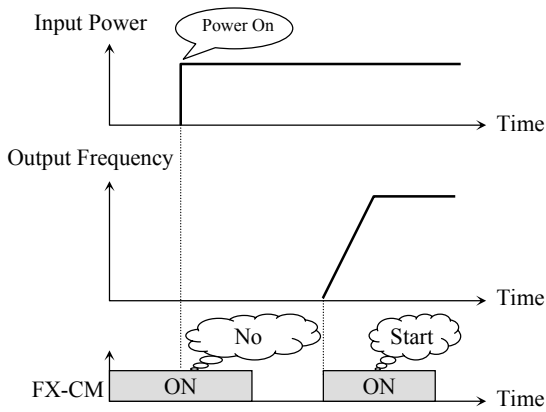 Input Power
Power On
Time
Output Frequency
Time
No
Start
FX-CM
ON
ON
Time